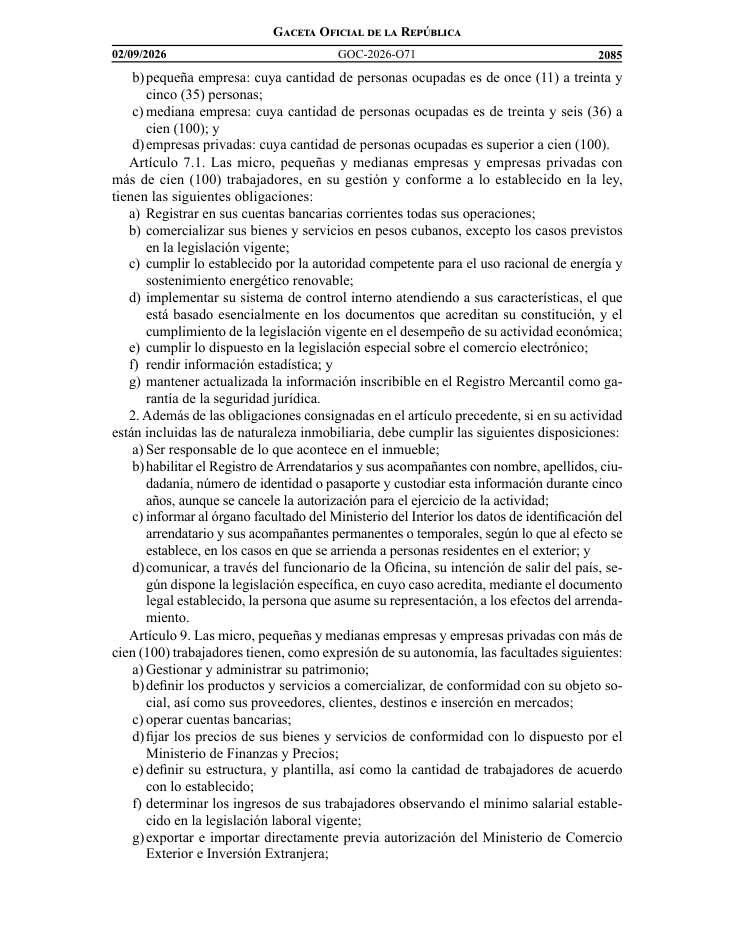 Gaceta Oficial de la República
02/09/2026 GOC-2026-O71 2085
b) pequeña empresa: cuya cantidad de personas ocupadas es de once (11) a treinta y
cinco (35) personas;
c) mediana empresa: cuya cantidad de personas ocupadas es de treinta y seis (36) a
cien (100); y
d) empresas privadas: cuya cantidad de personas ocupadas es superior a cien (100).
Artículo 7.1. Las micro, pequeñas y medianas empresas y empresas privadas con
más de cien (100) trabajadores, en su gestión y conforme a lo establecido en la ley,
tienen las siguientes obligaciones:
a) Registrar en sus cuentas bancarias corrientes todas sus operaciones;
b) comercializar sus bienes y servicios en pesos cubanos, excepto los casos previstos
en la legislación vigente;
c) cumplir lo establecido por la autoridad competente para el uso racional de energía y
sostenimiento energético renovable;
d) implementar su sistema de control interno atendiendo a sus características, el que
está basado esencialmente en los documentos que acreditan su constitución, y el
cumplimiento de la legislación vigente en el desempeño de su actividad económica;
e) cumplir lo dispuesto en la legislación especial sobre el comercio electrónico;
f) rendir información estadística; y
g) mantener actualizada la información inscribible en el Registro Mercantil como ga-
rantía de la seguridad jurídica.
2. Además de las obligaciones consignadas en el artículo precedente, si en su actividad
están incluidas las de naturaleza inmobiliaria, debe cumplir las siguientes disposiciones:
a) Ser responsable de lo que acontece en el inmueble;
b) habilitar el Registro de Arrendatarios y sus acompañantes con nombre, apellidos, ciu-
dadanía, número de identidad o pasaporte y custodiar esta información durante cinco
años, aunque se cancele la autorización para el ejercicio de la actividad;
c) informar al órgano facultado del Ministerio del Interior los datos de identificación del
arrendatario y sus acompañantes permanentes o temporales, según lo que al efecto se
establece, en los casos en que se arrienda a personas residentes en el exterior; y
d) comunicar, a través del funcionario de la Oficina, su intención de salir del país, se-
gún dispone la legislación específica, en cuyo caso acredita, mediante el documento
legal establecido, la persona que asume su representación, a los efectos del arrenda-
miento.
Artículo 9. Las micro, pequeñas y medianas empresas y empresas privadas con más de
cien (100) trabajadores tienen, como expresión de su autonomía, las facultades siguientes:
a) Gestionar y administrar su patrimonio;
b) definir los productos y servicios a comercializar, de conformidad con su objeto so-
cial, así como sus proveedores, clientes, destinos e inserción en mercados;
c) operar cuentas bancarias;
d) fijar los precios de sus bienes y servicios de conformidad con lo dispuesto por el
Ministerio de Finanzas y Precios;
e) definir su estructura, y plantilla, así como la cantidad de trabajadores de acuerdo
con lo establecido;
f) determinar los ingresos de sus trabajadores observando el mínimo salarial estable-
cido en la legislación laboral vigente;
g) exportar e importar directamente previa autorización del Ministerio de Comercio
Exterior e Inversión Extranjera;